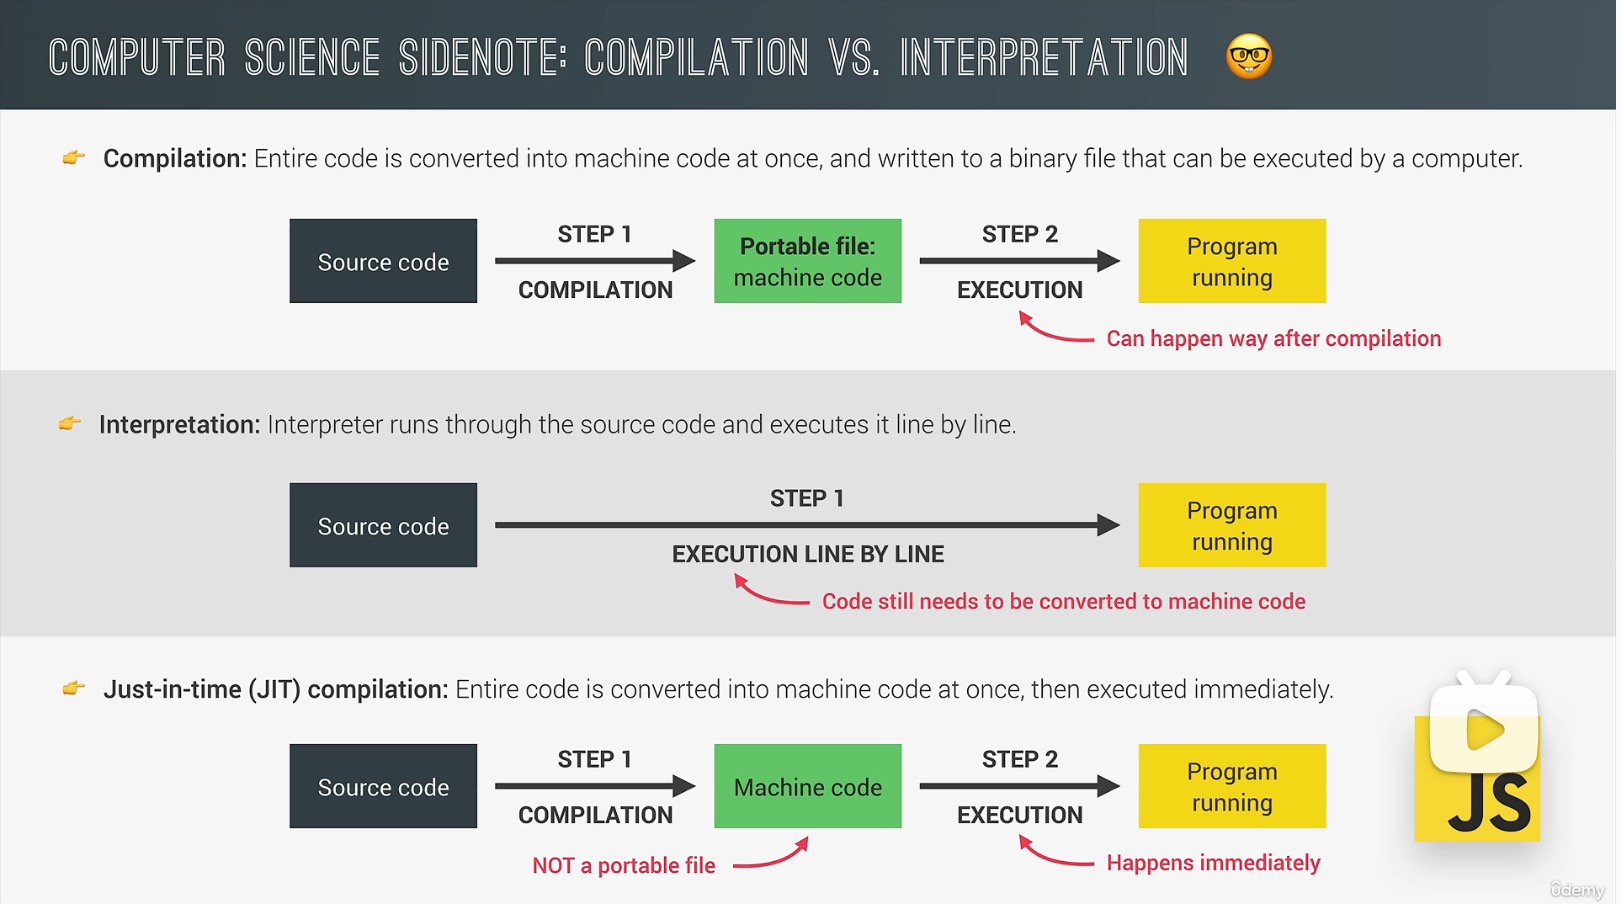 COMPUTER SCIENCE SIDENOTE: COMPILATION VS. INTERPRETATION 🤓
👉 Compilation: Entire code is converted into machine code at once, and written to a binary file that can be executed by a computer.
Source code
STEP 1
COMPILATION
Portable file:
machine code
STEP 2
EXECUTION
Program
running
Can happen way after compilation
👉 Interpretation: Interpreter runs through the source code and executes it line by line.
Source code
STEP 1
EXECUTION LINE BY LINE
Program
running
Code still needs to be converted to machine code
👉 Just-in-time (JIT) compilation: Entire code is converted into machine code at once, then executed immediately.
Source code
STEP 1
COMPILATION
Machine code
STEP 2
EXECUTION
Program
running
NOT a portable file
Happens immediately
JS
ûdemy